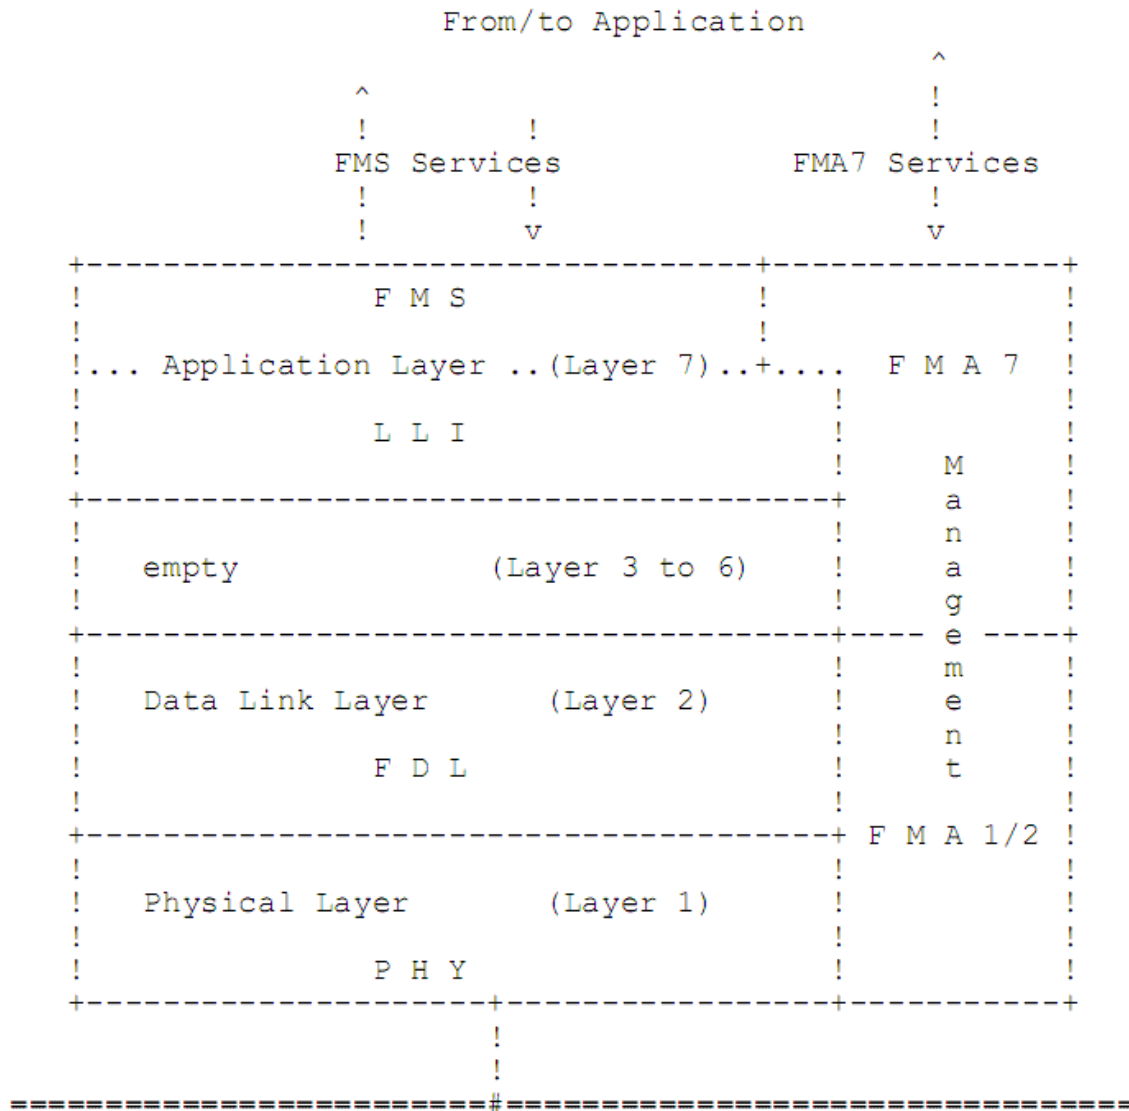 From/to Application
^
^ !
! ! !
FMS Services FMA7 Services
! ! !
! v v
+-----------------------------------+---------------+
! F M S ! !
! ! !
!... Application Layer ..(Layer 7)..+.... F M A 7 !
! ! !
! L L I ! !
! ! M !
+---------------------------------------+ a !
! ! n !
! empty (Layer 3 to 6) ! a !
! ! g !
+---------------------------------------+---- e ----+
! ! m !
! Data Link Layer (Layer 2) ! e !
! ! n !
! F D L ! t !
! ! !
+---------------------------------------+ F M A 1/2 !
! ! !
! Physical Layer (Layer 1) ! !
! ! !
! P H Y ! !
+---------------------+-----------------+-----------+
!
!
=========================#=================================